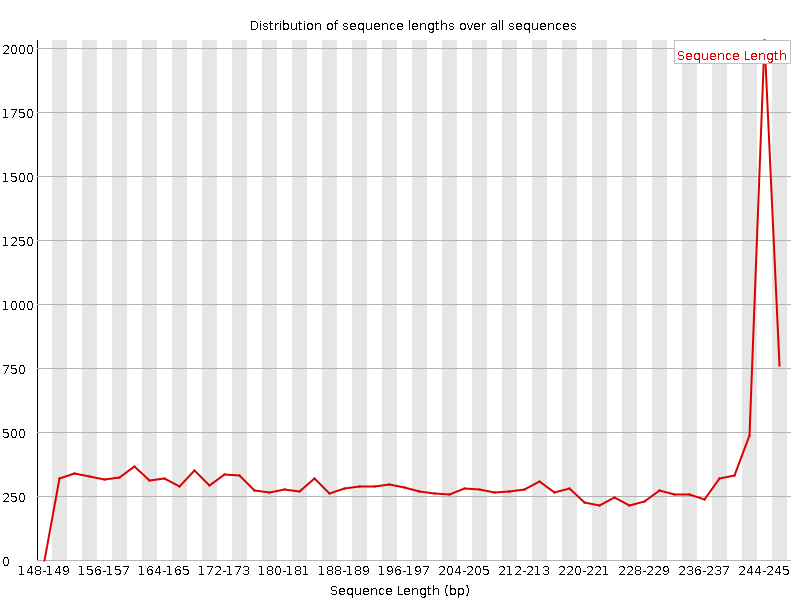 Distribution of sequence lengths over all sequences
Sequence Length
2000
1750
1500
1250
1000
750
500
250
0
148-149 156-157 164-165 172-173 180-181 188-189 196-197 204-205 212-213 220-221 228-229 236-237 244-245
Sequence Length (bp)